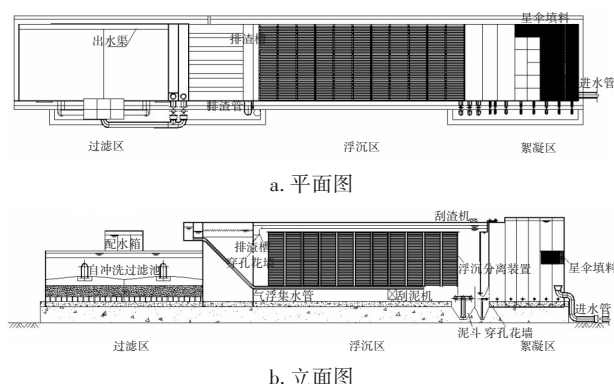 星伞填料
出水渠
排渣槽
进水管
排渣管
过滤区 浮沉区 絮凝区
a. 平面图
刮渣机
配水箱
排渣槽
穿孔花墙
浮沉分离装置
星伞填料
自冲洗过滤池
气浮集水管
刮泥机
进水管
泥斗 穿孔花墙
过滤区 浮沉区 絮凝区
b. 立面图